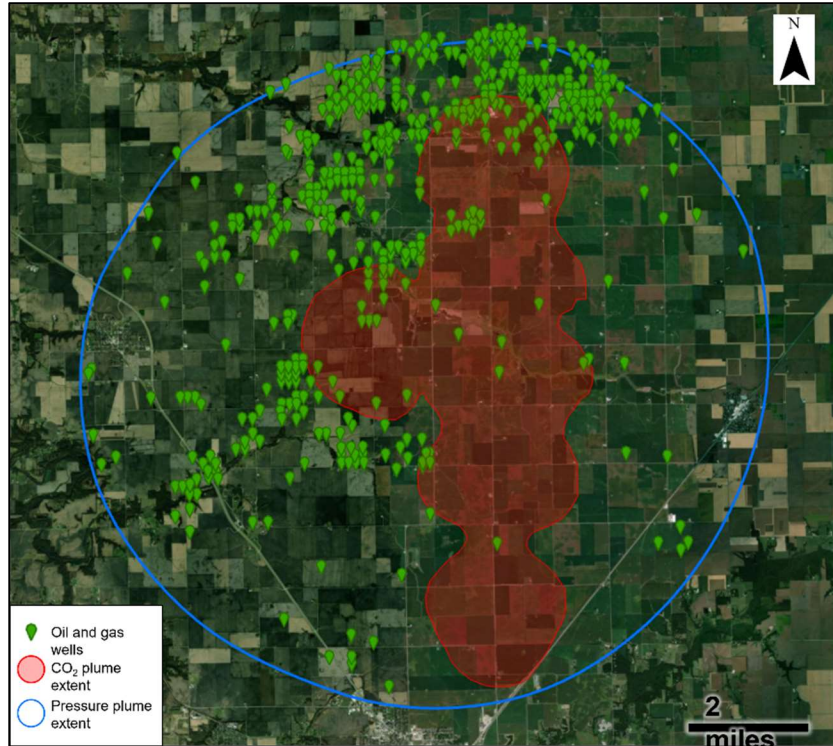 N
Oil and gas
wells
CO₂ plume
extent
Pressure plume
extent
2
miles